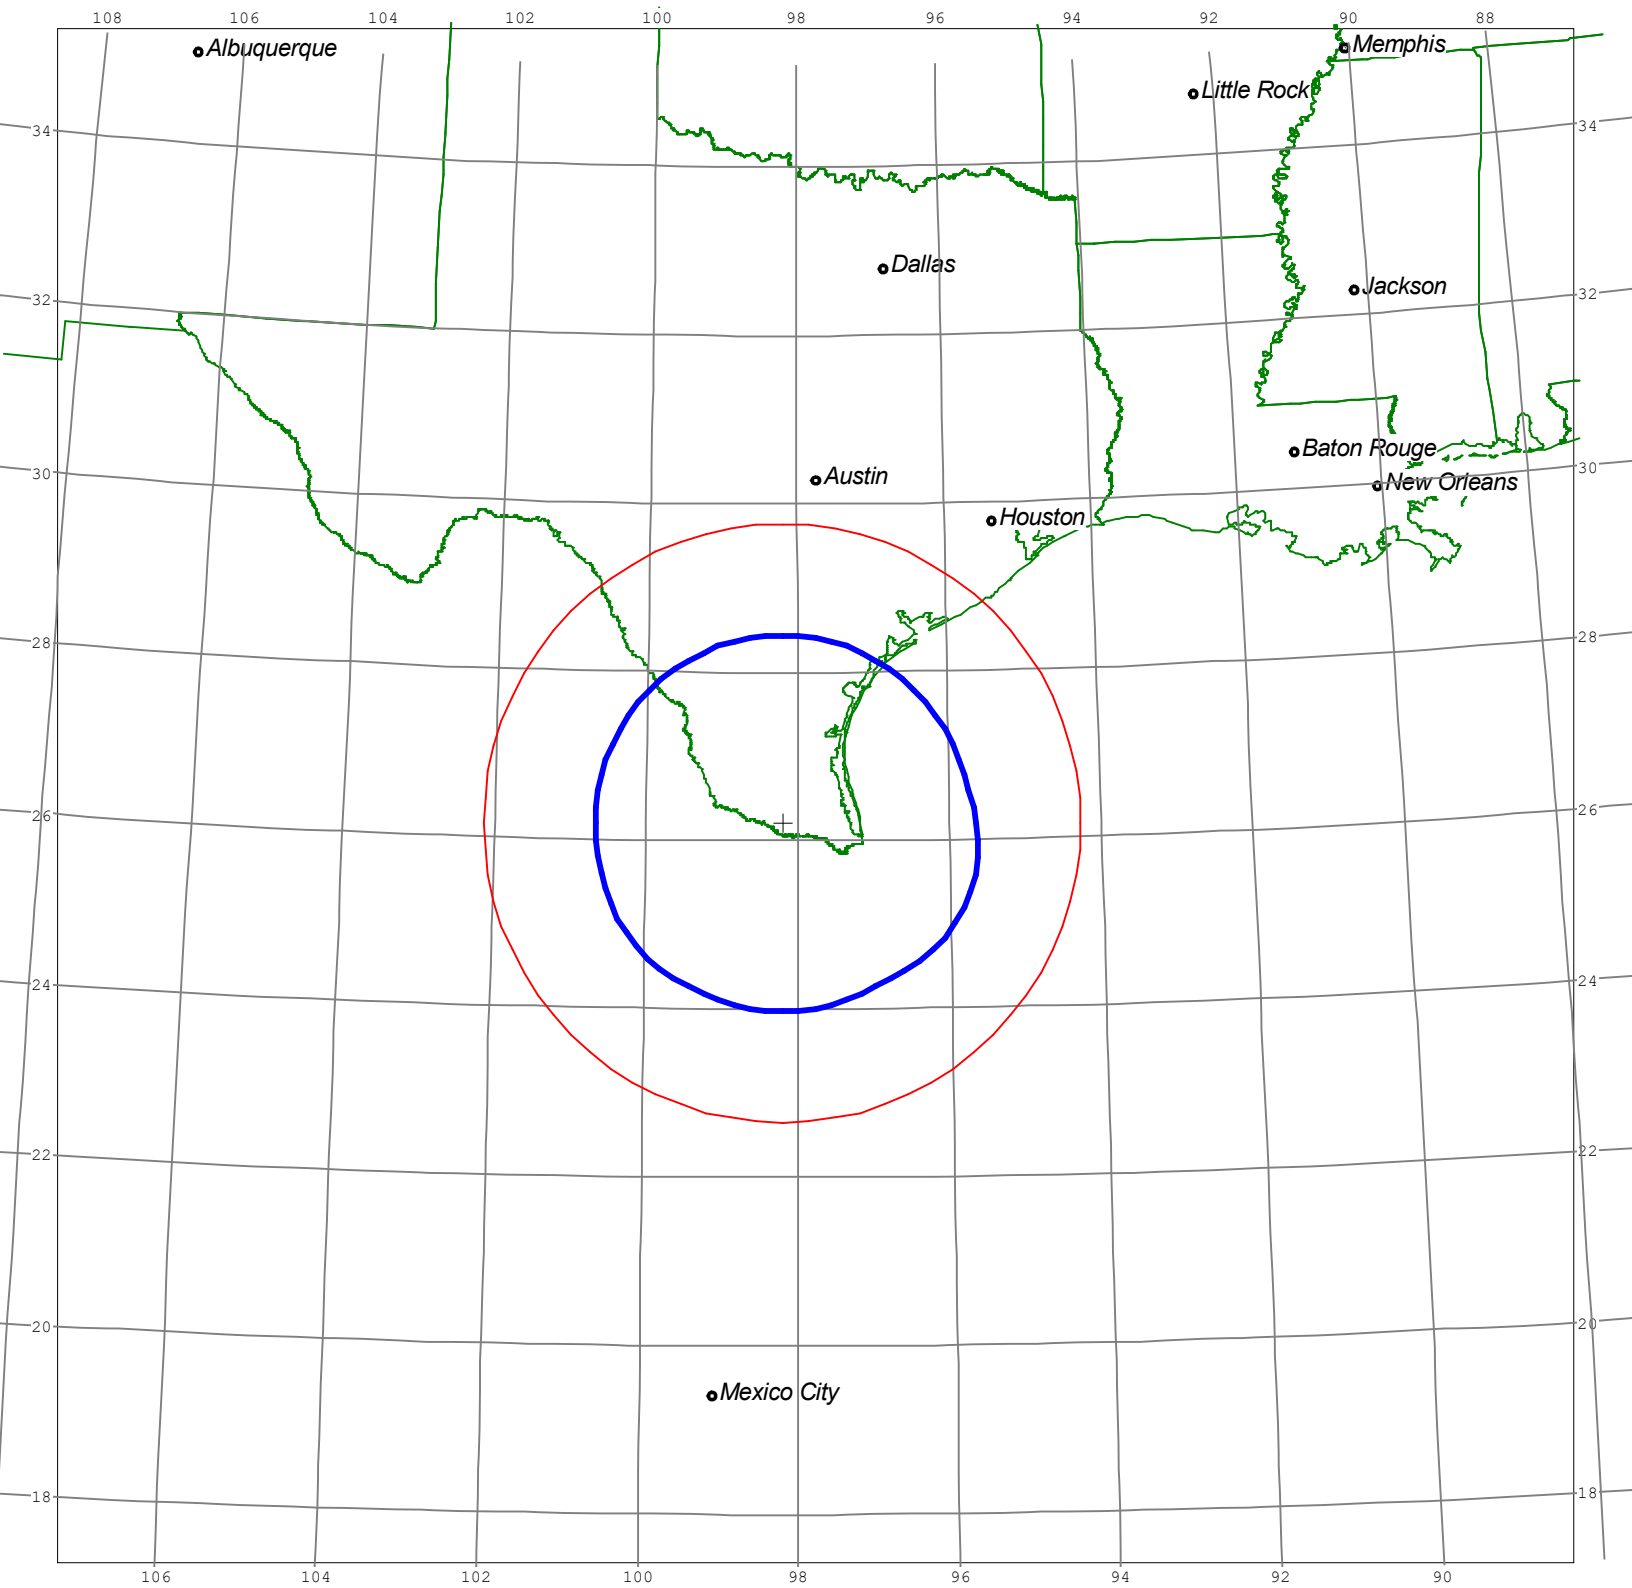 108 106 104 102 100 98 96 94 92 90 88
Albuquerque
Memphis
Little Rock
34 34
Dallas
Jackson
32 32
Baton Rouge
30 30
Austin
New Orleans
Houston
28 28
26 26
24 24
22 22
20 20
Mexico City
18 18
106 104 102 100 98 96 94 92 90